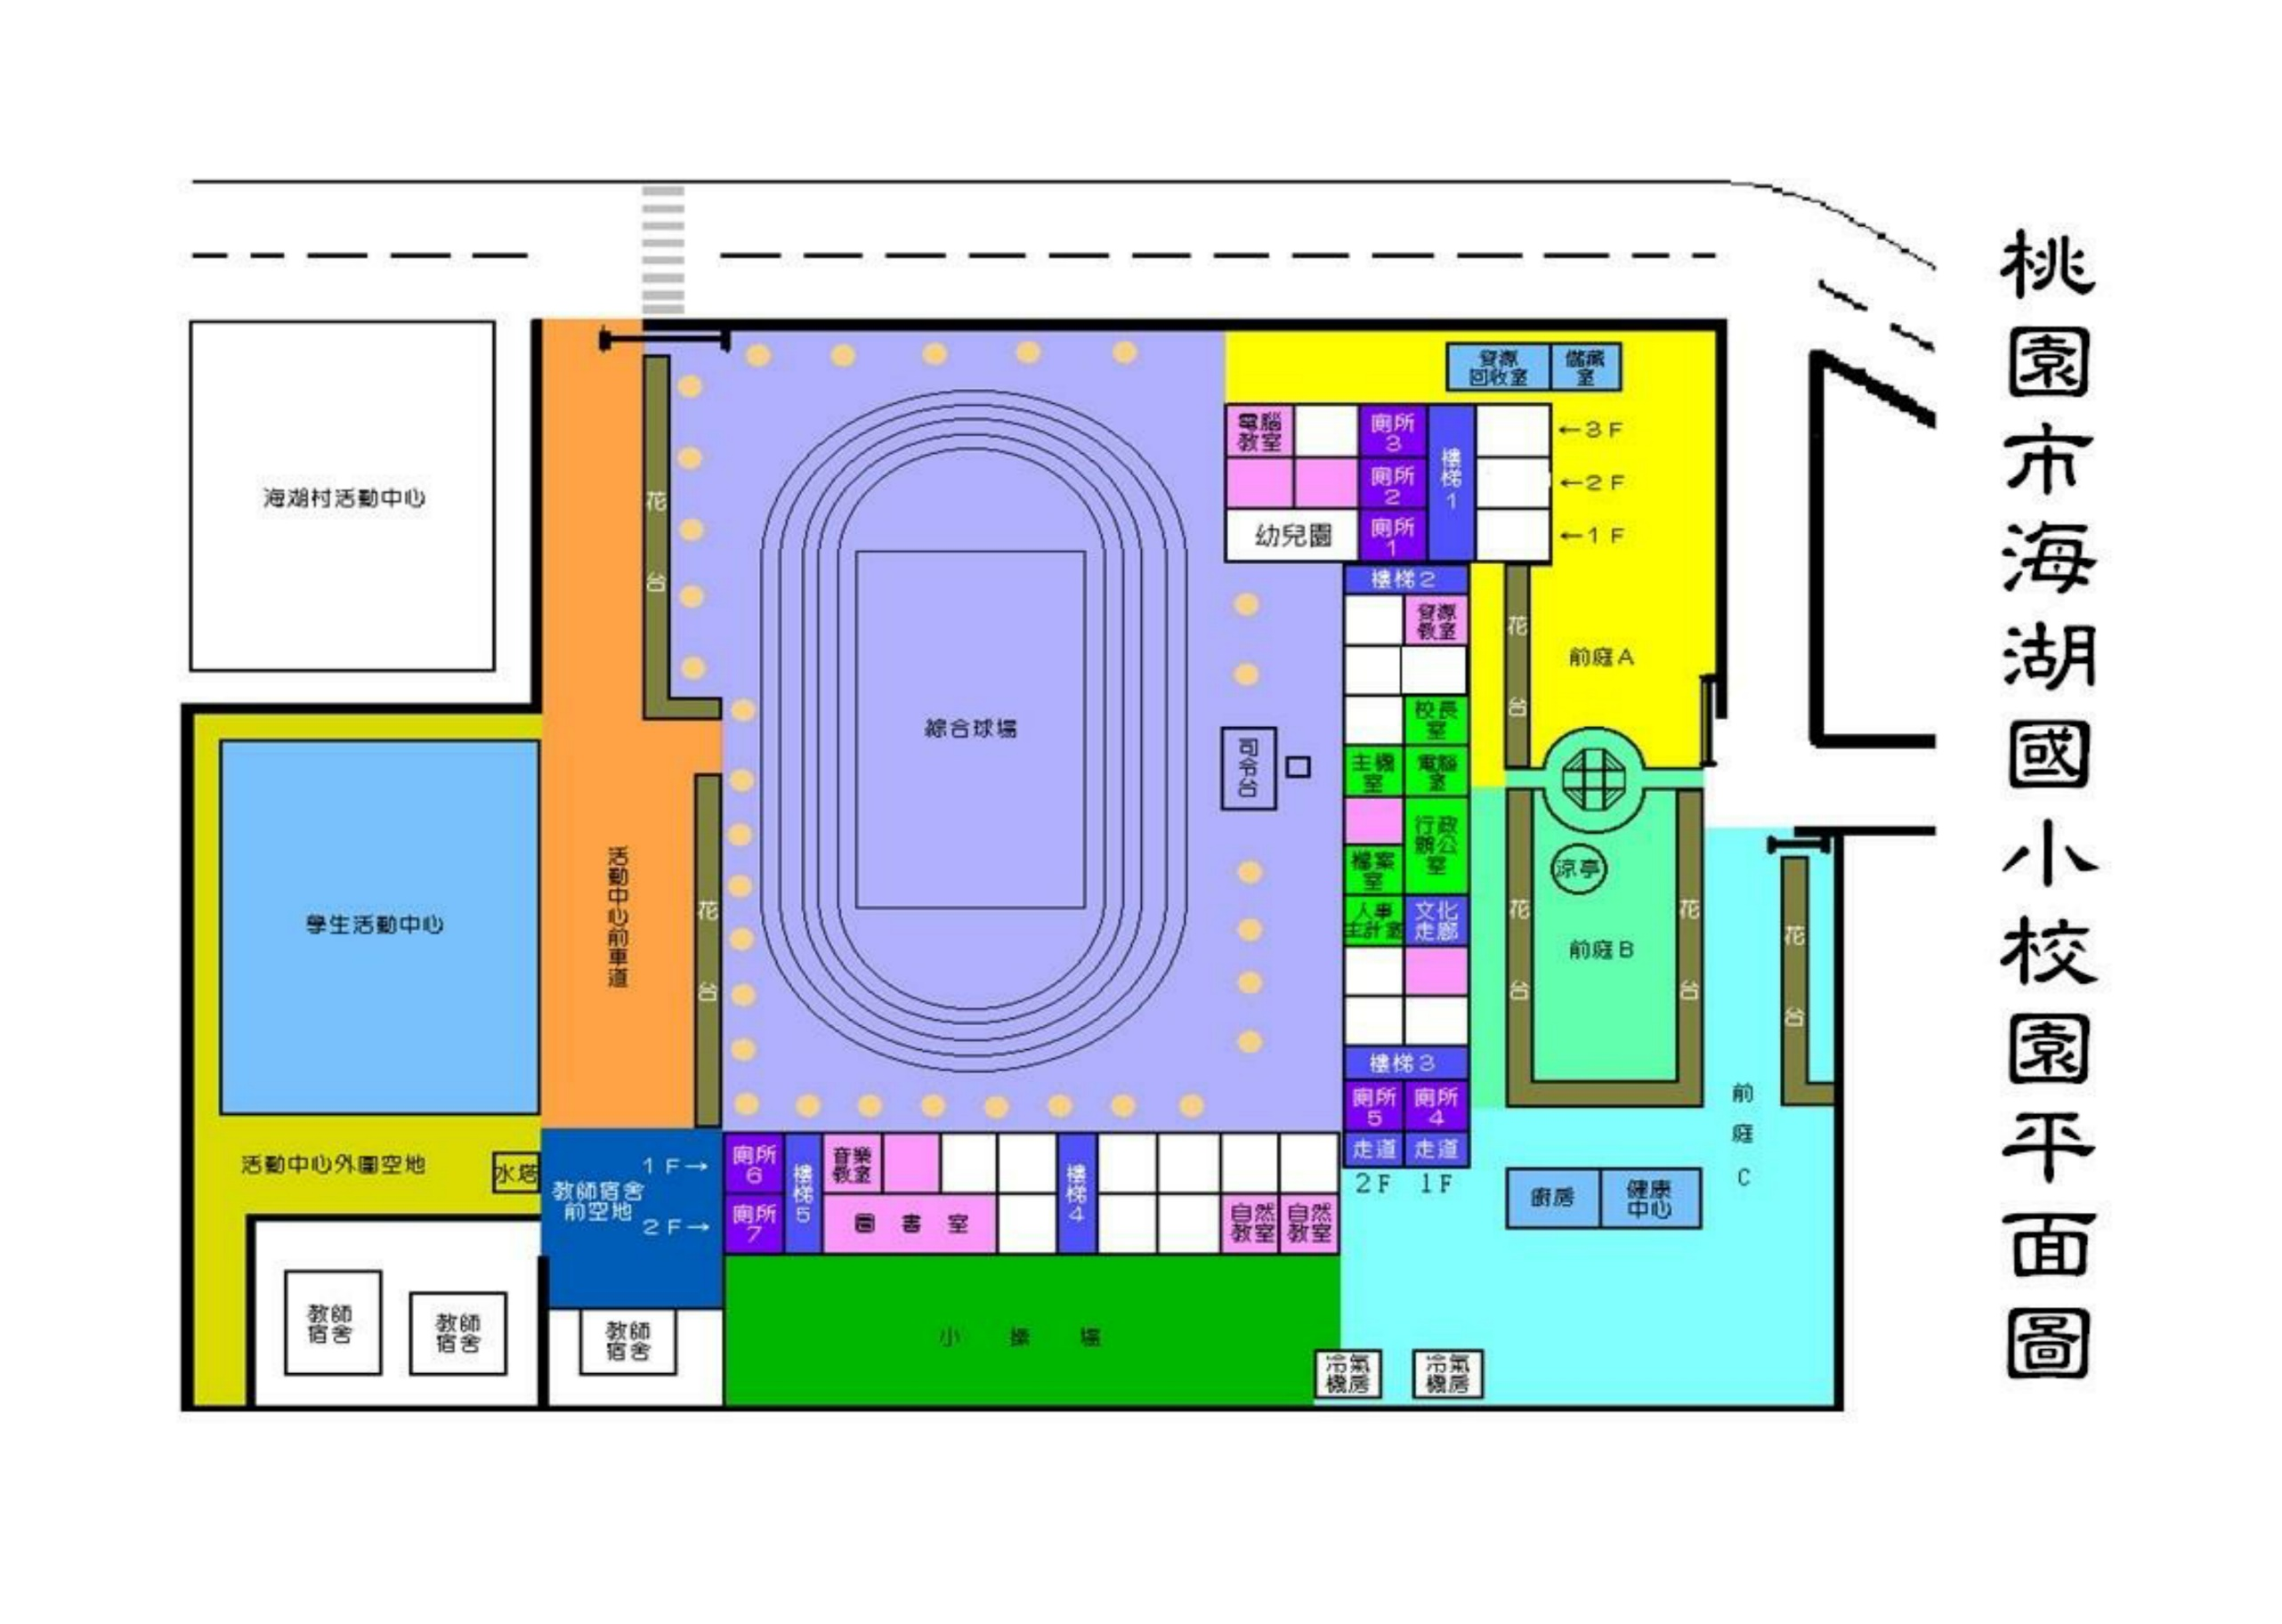 桃園市海湖國小校園平面圖
資源
回收室
儲藏
室
電腦
教室
廁所
3
樓梯1
←3F
廁所
2
←2F
幼兒園
廁所
1
←1F
海湖村活動中心
花台
樓梯2
資源
教室
花台
前庭A
校長
室
綜合球場
司令台
主機
室
電腦
室
行政
辦公
室
檔案
室
涼亭
人事
主計室
文化
走廊
學生活動中心
活動中心前車道
花台
花台
前庭B
花台
花台
樓梯3
廁所
5
廁所
4
前庭C
走道
走道
2F
1F
活動中心外圍空地
水塔
1F→
教師宿舍
前空地
2F→
廁所
6
樓梯5
音樂
教室
樓梯4
廁所
7
圖書室
自然
教室
自然
教室
廚房
健康
中心
教師
宿舍
教師
宿舍
教師
宿舍
小操場
冷氣
機房
冷氣
機房